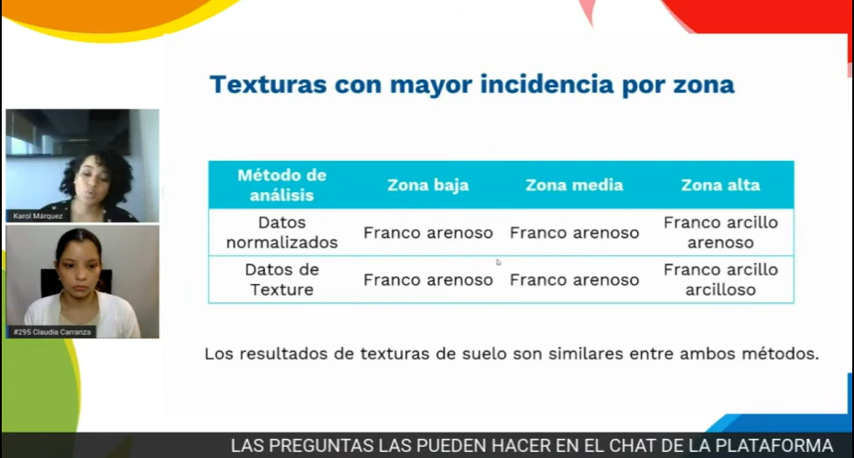 Texturas con mayor incidencia por zona
Método de
análisis
Zona baja
Zona media
Zona alta
Datos
normalizados
Franco arenoso
Franco arenoso
Franco arcillo
arenoso
Datos de
Texture
Franco arenoso
Franco arenoso
Franco arcillo
arcilloso
Los resultados de texturas de suelo son similares entre ambos métodos.
Karol Márquez
#295 Claudia Carranza
LAS PREGUNTAS LAS PUEDEN HACER EN EL CHAT DE LA PLATAFORMA